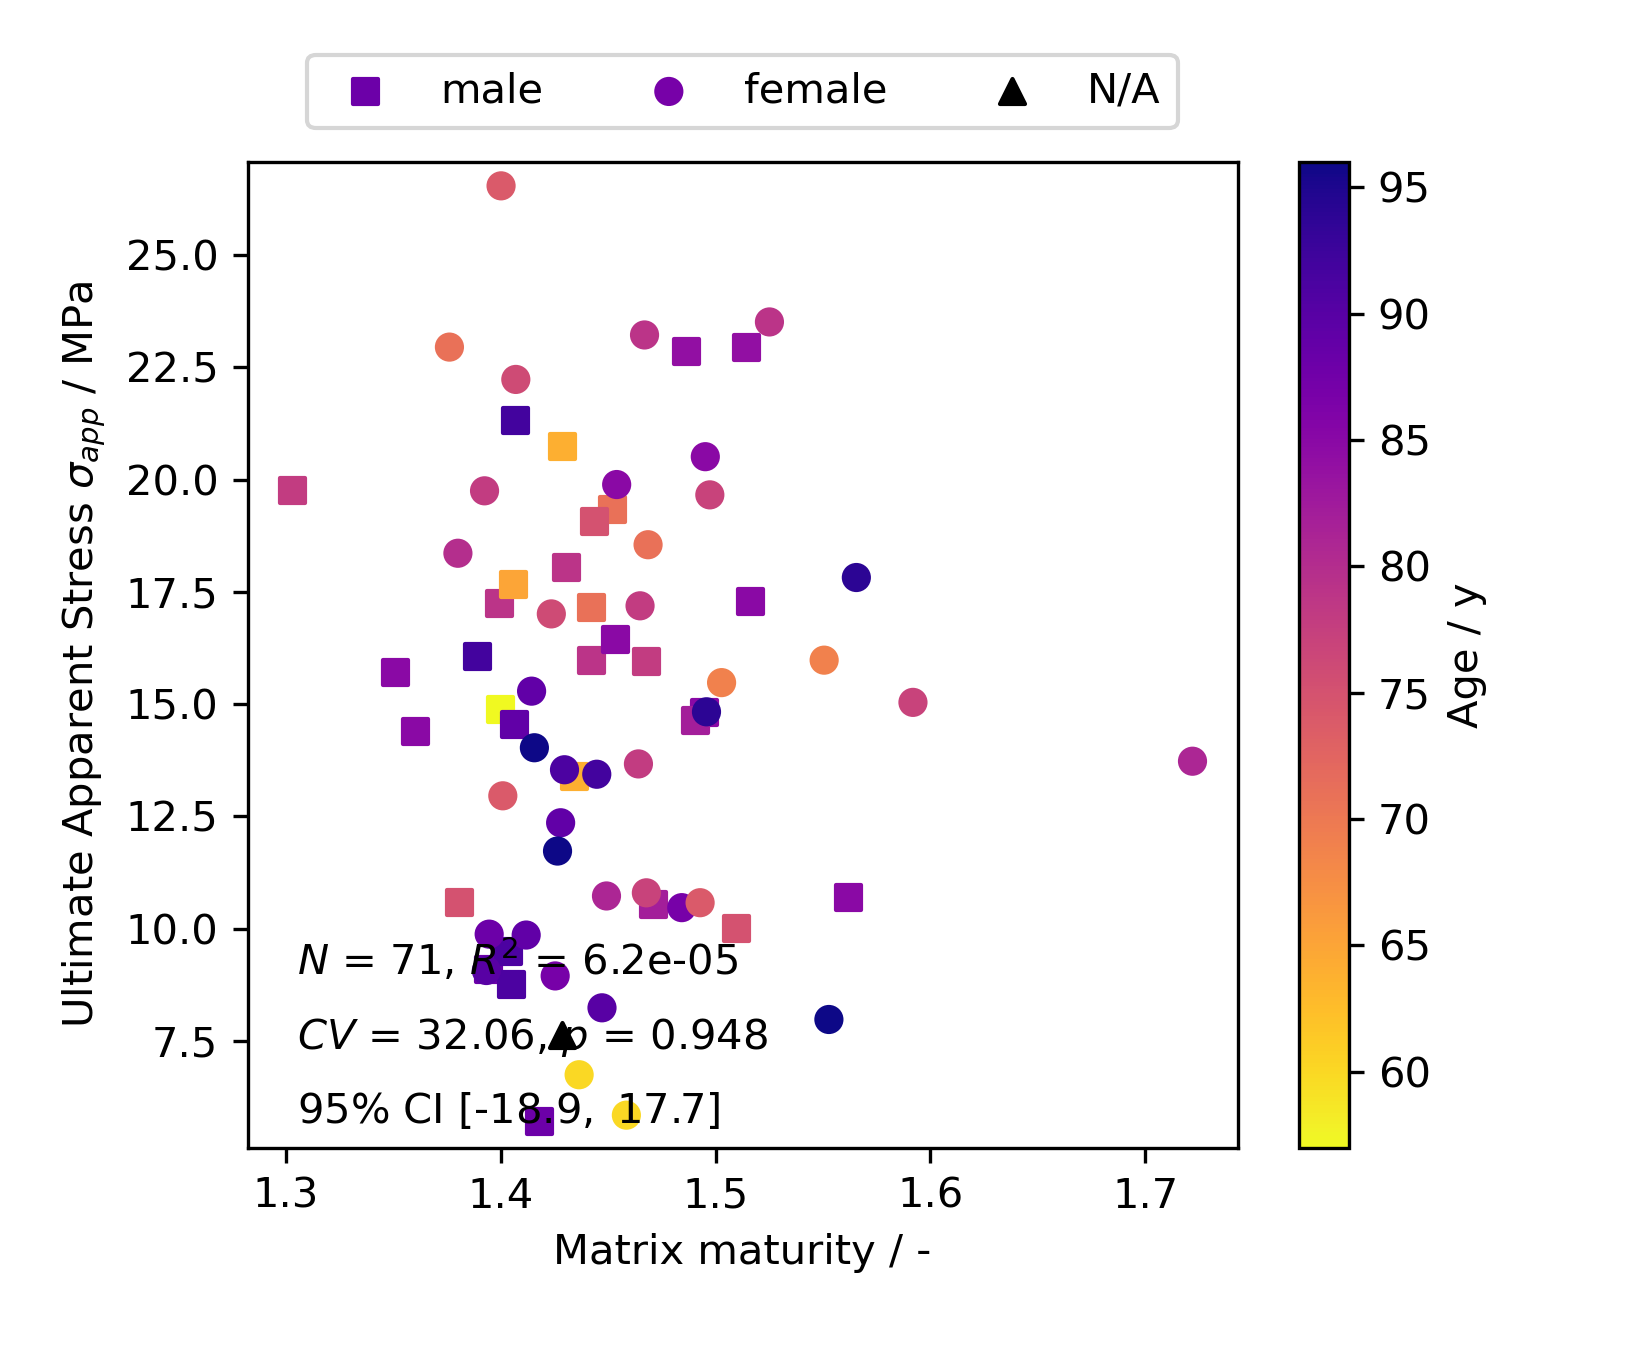 male female N/A
Ultimate Apparent Stress σ_app / MPa
25.0
22.5
20.0
17.5
15.0
12.5
10.0
7.5
N = 71, R² = 6.2e-05
CV = 32.06, p = 0.948
95% CI [-18.9, 17.7]
1.3 1.4 1.5 1.6 1.7
Matrix maturity / -
95
90
85
80
75
70
65
60
Age / y